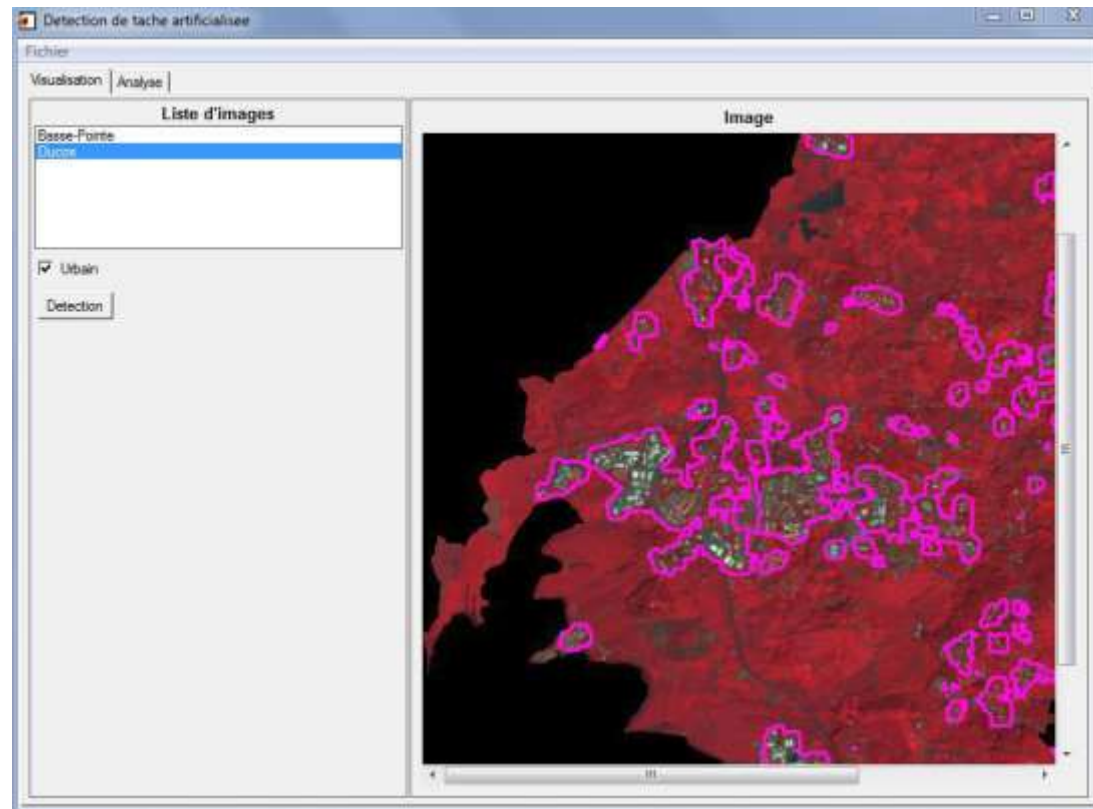 Detection de tache artificialisee
Fichier
Visualisation Analyse
Liste d'images
Image
Basse-Pointe
Ducos
Urbain
Detection